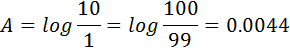 A = log 10/1 = log 100/99 = 0.0044